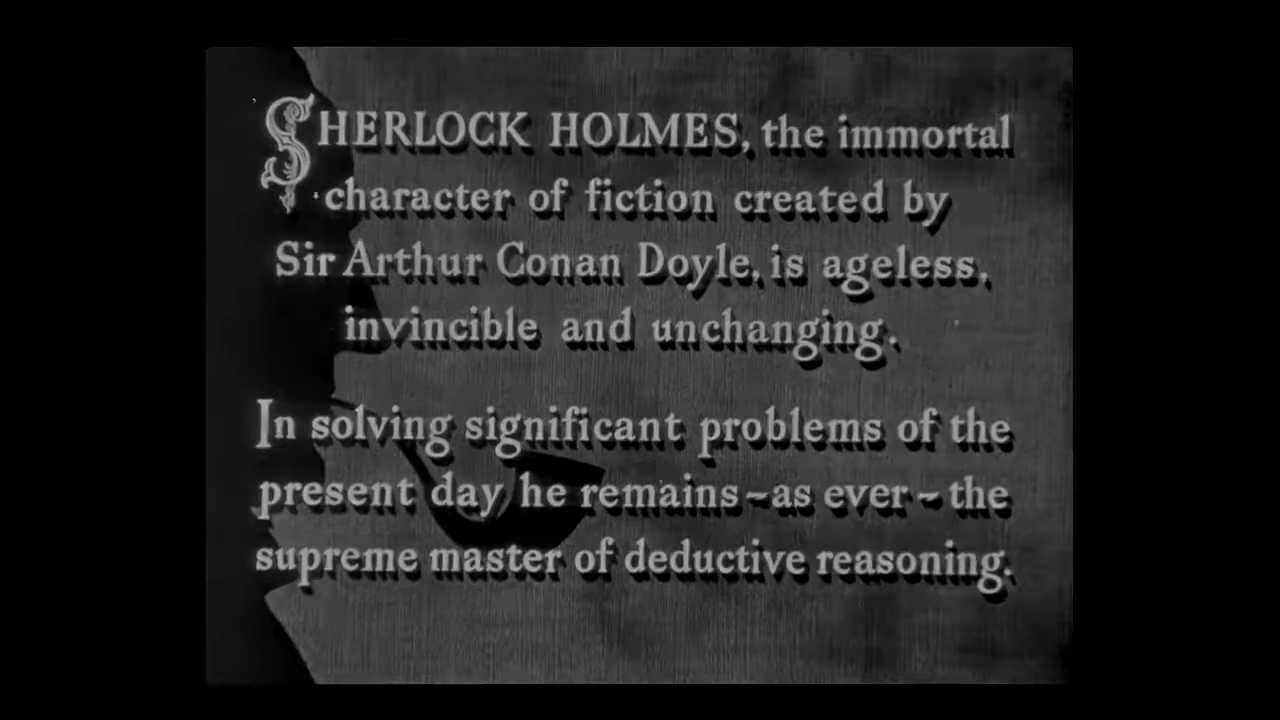 SHERLOCK HOLMES, the immortal
character of fiction created by
Sir Arthur Conan Doyle, is ageless,
invincible and unchanging.
In solving significant problems of the
present day he remains ~ as ever ~ the
supreme master of deductive reasoning.